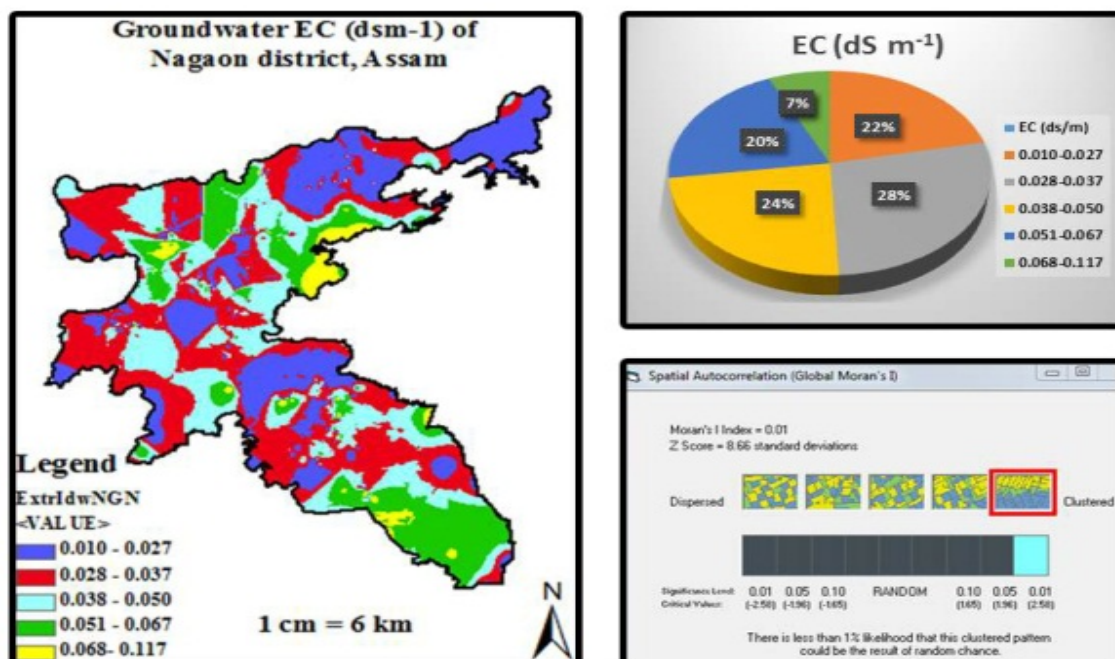 Groundwater EC (dsm-1) of
Nagaon district, Assam
Legend
ExtrIdwNGN
<VALUE>
0.010 - 0.027
0.028 - 0.037
0.038 - 0.050
0.051 - 0.067
0.068- 0.117
1 cm = 6 km
N
EC (dS m-1)
7%
22%
20%
28%
24%
EC (ds/m)
0.010-0.027
0.028-0.037
0.038-0.050
0.051-0.067
0.068-0.117
Spatial Autocorrelation (Global Moran's I)
Moran's I Index = 0.01
Z Score = 8.66 standard deviations
Dispersed
Clustered
Significance Level: 0.01 0.05 0.10 RANDOM 0.10 0.05 0.01
Critical Values: (-2.58) (-1.96) (-1.65) (1.65) (1.96) (2.58)
There is less than 1% likelihood that this clustered pattern
could be the result of random chance.